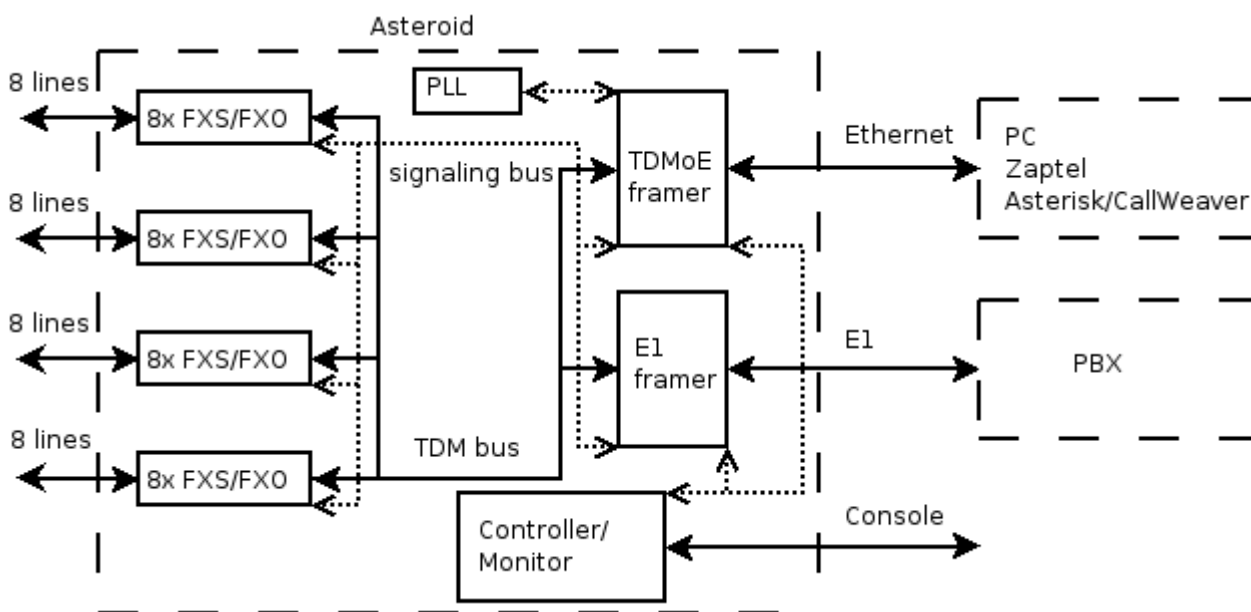 Asteroid
8 lines
8x FXS/FXO
PLL
signaling bus
TDMoE
framer
Ethernet
PC
Zaptel
Asterisk/CallWeaver
8 lines
8x FXS/FXO
8 lines
8x FXS/FXO
E1
framer
E1
PBX
8 lines
8x FXS/FXO
TDM bus
Controller/
Monitor
Console